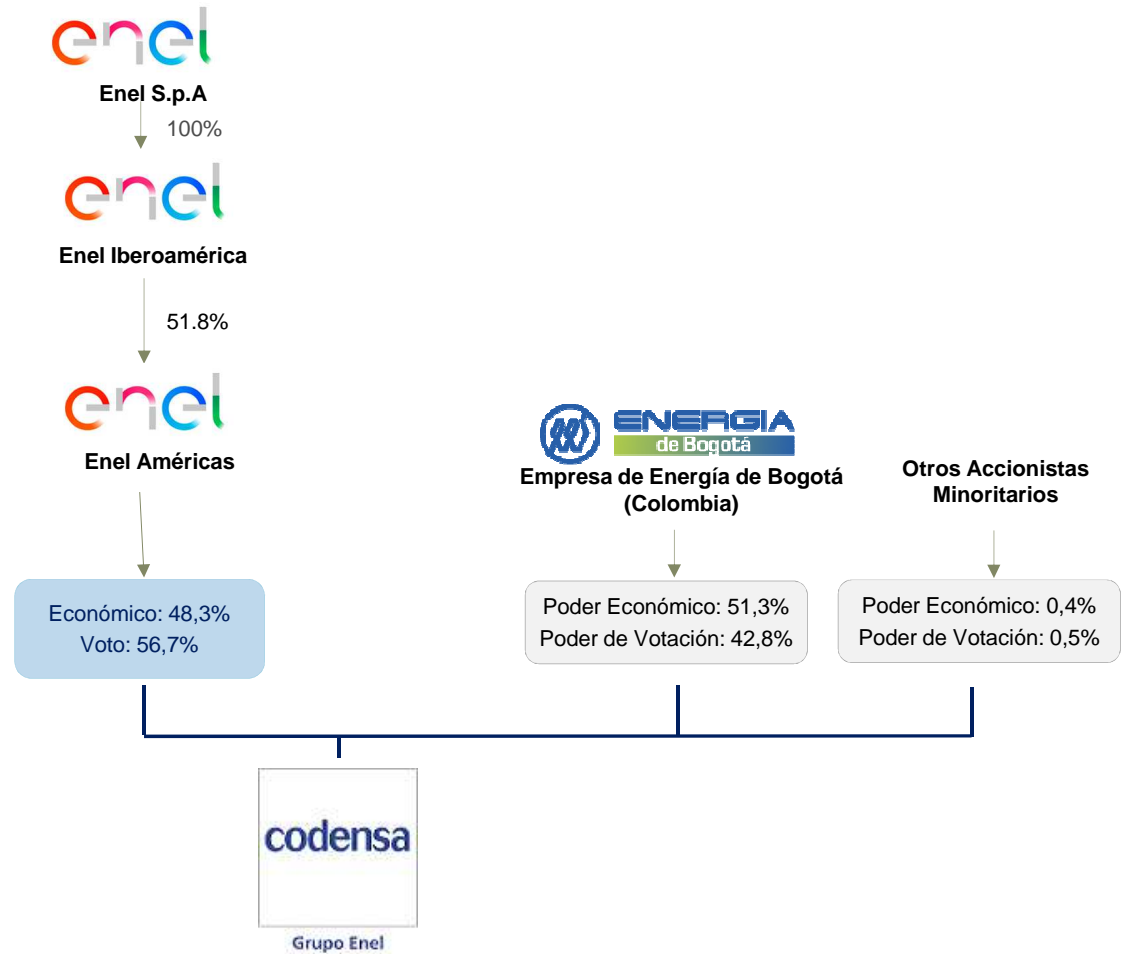 enel
Enel S.p.A
100%
enel
Enel Iberoamérica
51.8%
enel
Enel Américas
ENERGIA
de Bogotá
Empresa de Energía de Bogotá
(Colombia)
Otros Accionistas
Minoritarios
Económico: 48,3%
Voto: 56,7%
Poder Económico: 51,3%
Poder de Votación: 42,8%
Poder Económico: 0,4%
Poder de Votación: 0,5%
codensa
Grupo Enel